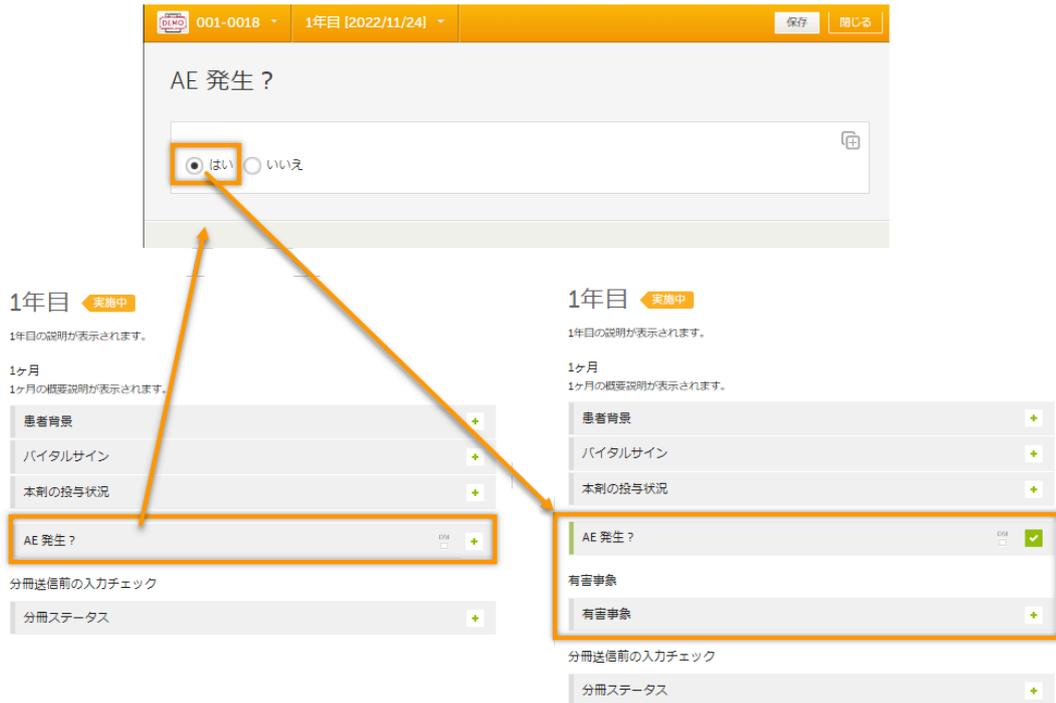 DEMO 001-0018 1年目 [2022/11/24] 保存 閉じる
AE 発生？
はい いいえ
1年目 実施中
1年目の説明が表示されます。
1ヶ月
1ヶ月の概要説明が表示されます。
患者背景
バイタルサイン
本剤の投与状況
AE 発生？ DM
分冊送信前の入力チェック
分冊ステータス
1年目 実施中
1年目の説明が表示されます。
1ヶ月
1ヶ月の概要説明が表示されます。
患者背景
バイタルサイン
本剤の投与状況
AE 発生？ DM
有害事象
有害事象
分冊送信前の入力チェック
分冊ステータス